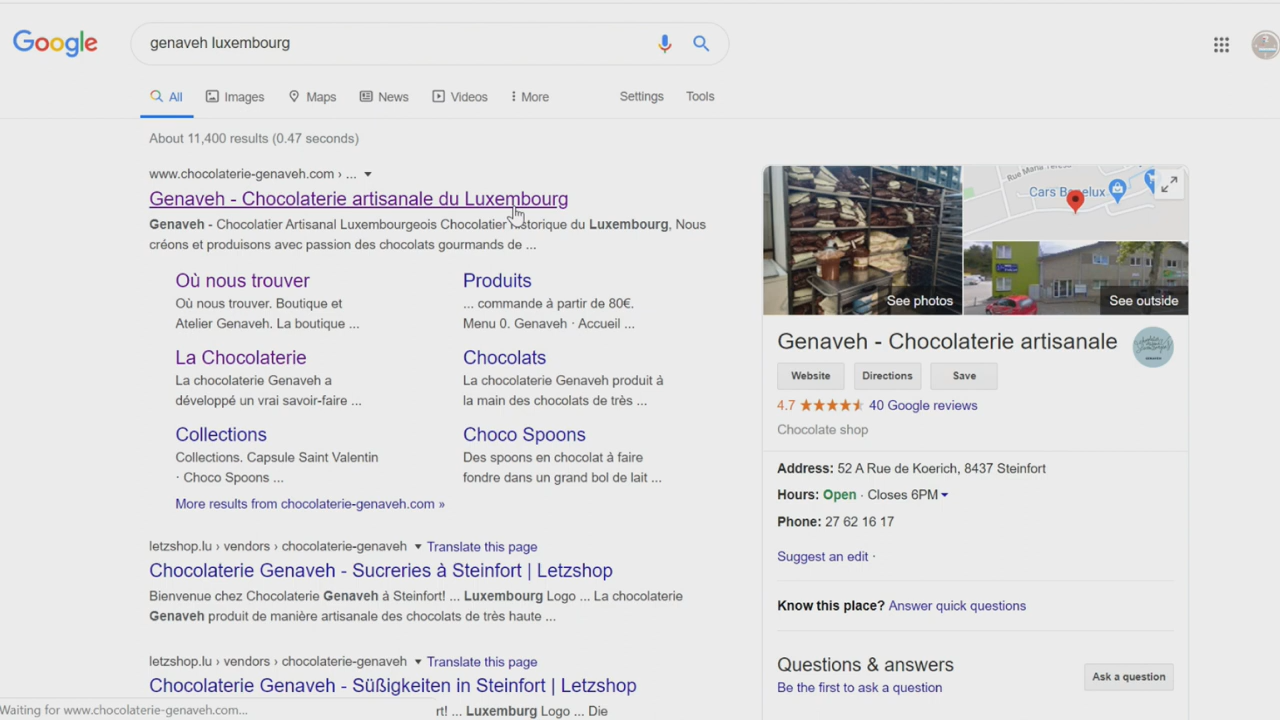 Google
genaveh luxembourg
All Images Maps News Videos More Settings Tools
About 11,400 results (0.47 seconds)
www.chocolaterie-genaveh.com › ...
Genaveh - Chocolaterie artisanale du Luxembourg
Genaveh - Chocolatier Artisanal Luxembourgeois Chocolatier Historique du Luxembourg, Nous
créons et produisons avec passion des chocolats gourmands de ...
Où nous trouver
Où nous trouver. Boutique et
Atelier Genaveh. La boutique ...
Produits
... commande à partir de 80€.
Menu 0. Genaveh · Accueil ...
La Chocolaterie
La chocolaterie Genaveh a
développé un vrai savoir-faire ...
Chocolats
La chocolaterie Genaveh produit à
la main des chocolats de très ...
Collections
Collections. Capsule Saint Valentin
· Choco Spoons ...
Choco Spoons
Des spoons en chocolat à faire
fondre dans un grand bol de lait ...
More results from chocolaterie-genaveh.com »
letzshop.lu › vendors › chocolaterie-genaveh Translate this page
Chocolaterie Genaveh - Sucreries à Steinfort | Letzshop
Bienvenue chez Chocolaterie Genaveh à Steinfort! ... Luxembourg Logo ... La chocolaterie
Genaveh produit de manière artisanale des chocolats de très haute ...
letzshop.lu › vendors › chocolaterie-genaveh Translate this page
Chocolaterie Genaveh - Süßigkeiten in Steinfort | Letzshop
rt! ... Luxemburg Logo ... Die
Waiting for www.chocolaterie-genaveh.com...
Rue Marie
Cars Benelux
See photos
See outside
Genaveh - Chocolaterie artisanale
Website Directions Save
4.7 40 Google reviews
Chocolate shop
Address: 52 A Rue de Koerich, 8437 Steinfort
Hours: Open · Closes 6PM
Phone: 27 62 16 17
Suggest an edit ·
Know this place? Answer quick questions
Questions & answers
Be the first to ask a question
Ask a question